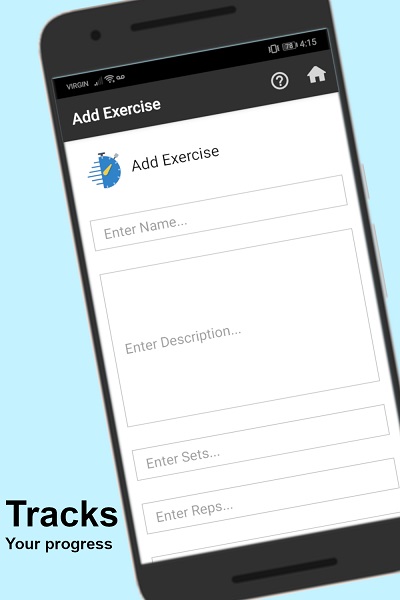 VIRGIN 78 4:15
Add Exercise
Add Exercise
Enter Name...
Enter Description...
Enter Sets...
Enter Reps...
Tracks
Your progress